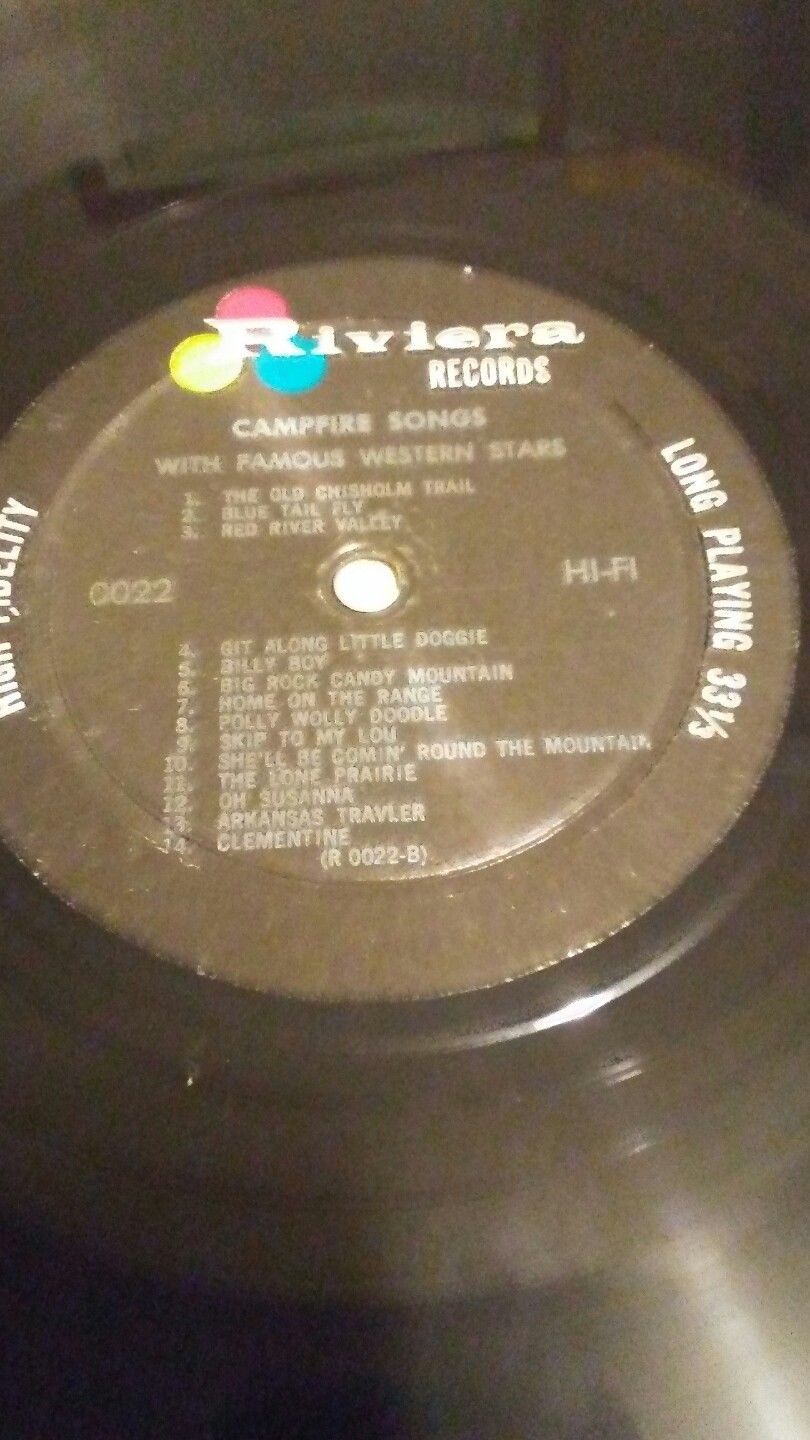 Riviera
RECORDS
CAMPFIRE SONGS
WITH FAMOUS WESTERN STARS
1. THE OLD CHISHOLM TRAIL
2. BLUE TAIL FLY
3. RED RIVER VALLEY
0022
HI-FI
4. GIT ALONG LITTLE DOGGIE
5. BILLY BOY
6. BIG ROCK CANDY MOUNTAIN
7. HOME ON THE RANGE
8. POLLY WOLLY DOODLE
9. SKIP TO MY LOU
10. SHE'LL BE COMIN' ROUND THE MOUNTAIN
11. THE LONE PRAIRIE
12. OH SUSANNA
13. ARKANSAS TRAVLER
14. CLEMENTINE
(R 0022-B)
HIGH FIDELITY
LONG PLAYING 33⅓